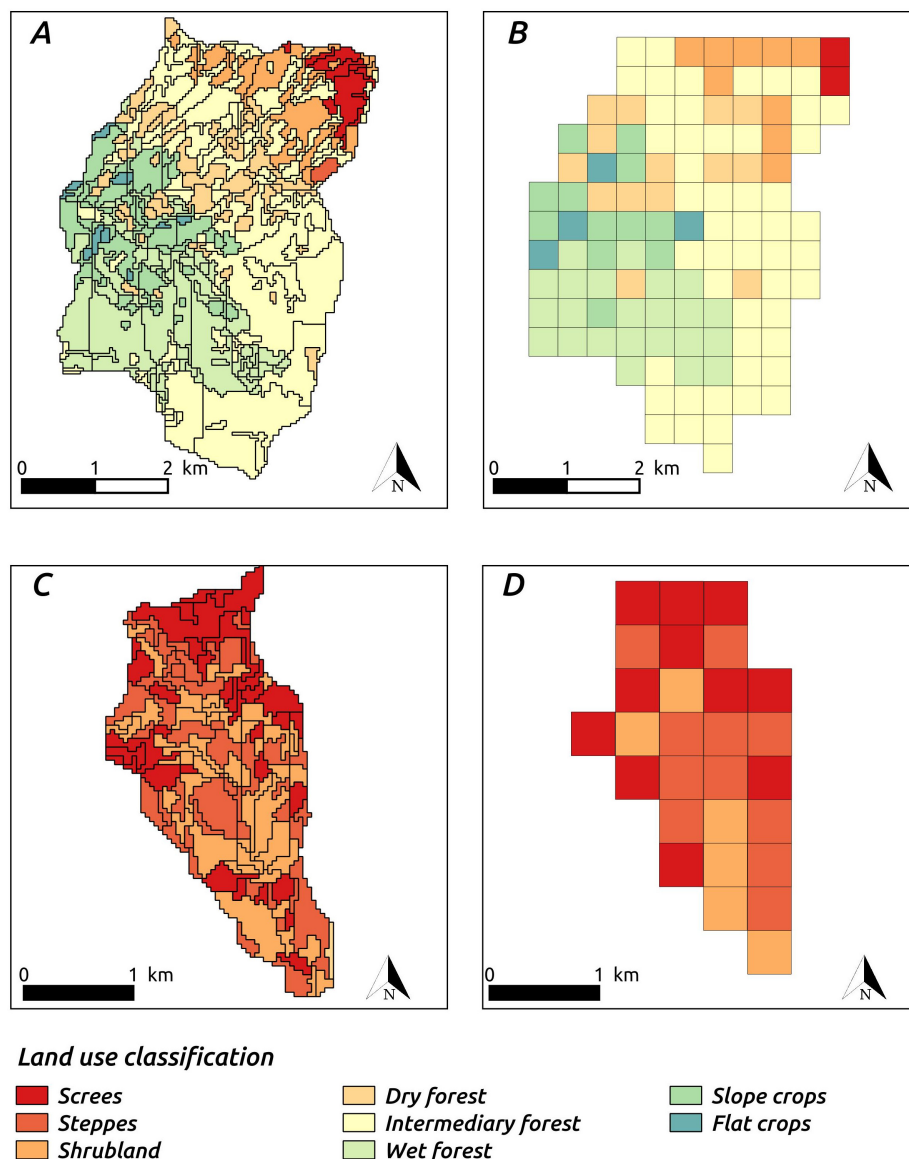 A
B
0 1 2 km
N
0 1 2 km
N
C
D
0 1 km
N
0 1 km
N
Land use classification
Screes
Dry forest
Slope crops
Steppes
Intermediary forest
Flat crops
Shrubland
Wet forest